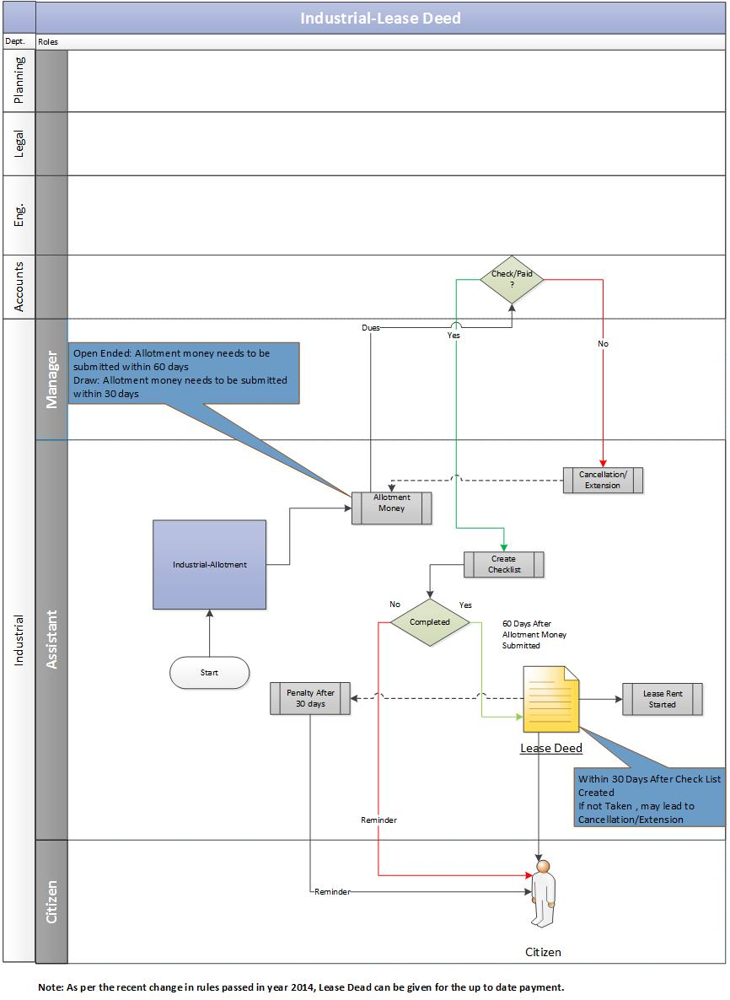 Industrial-Lease Deed
Dept.
Roles
Planning
Legal
Eng.
Accounts
Check/Paid
?
Dues
Yes
No
Industrial
Manager
Open Ended: Allotment money needs to be
submitted within 60 days
Draw: Allotment money needs to be submitted
within 30 days
Assistant
Cancellation/
Extension
Allotment
Money
Industrial-Allotment
Create
Checklist
No
Yes
Completed
60 Days After
Allotment Money
Submitted
Start
Penalty After
30 days
Lease Rent
Started
Lease Deed
Within 30 Days After Check List
Created
If not Taken , may lead to
Cancellation/Extension
Reminder
Citizen
Reminder
Citizen
Note: As per the recent change in rules passed in year 2014, Lease Dead can be given for the up to date payment.